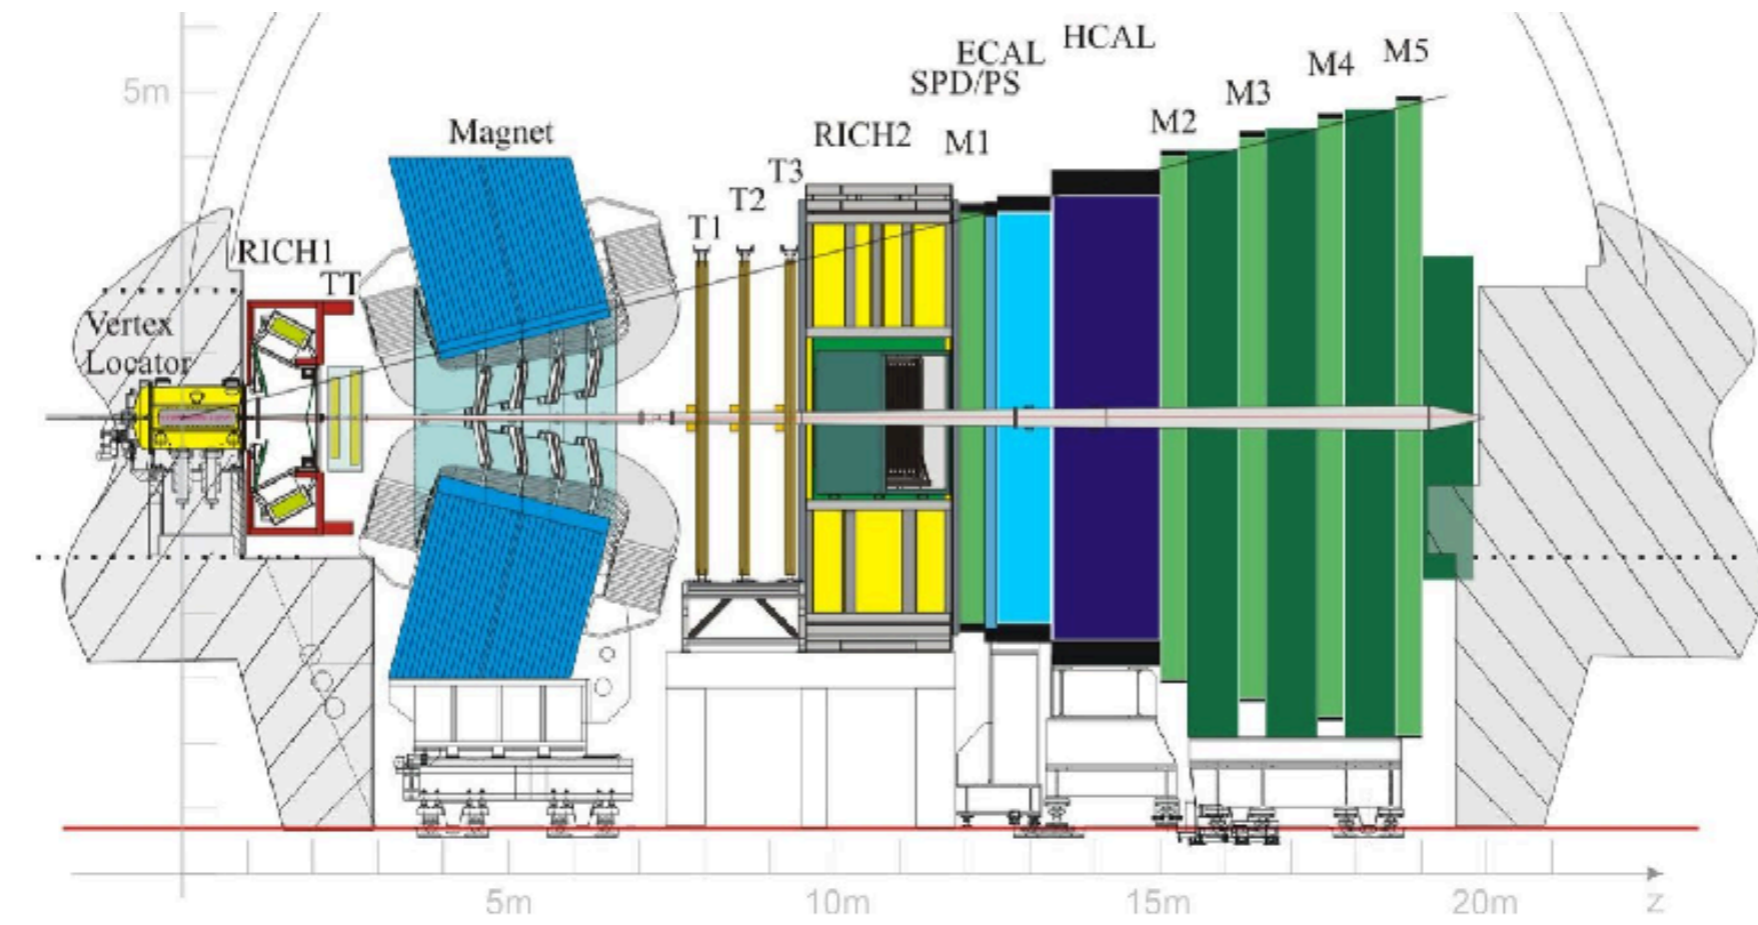 HCAL
ECAL
SPD/PS
M5
M4
M3
M2
5m
Magnet
RICH2
M1
T3
T2
T1
RICH1
TT
Vertex
Locator
5m
10m
15m
20m
z